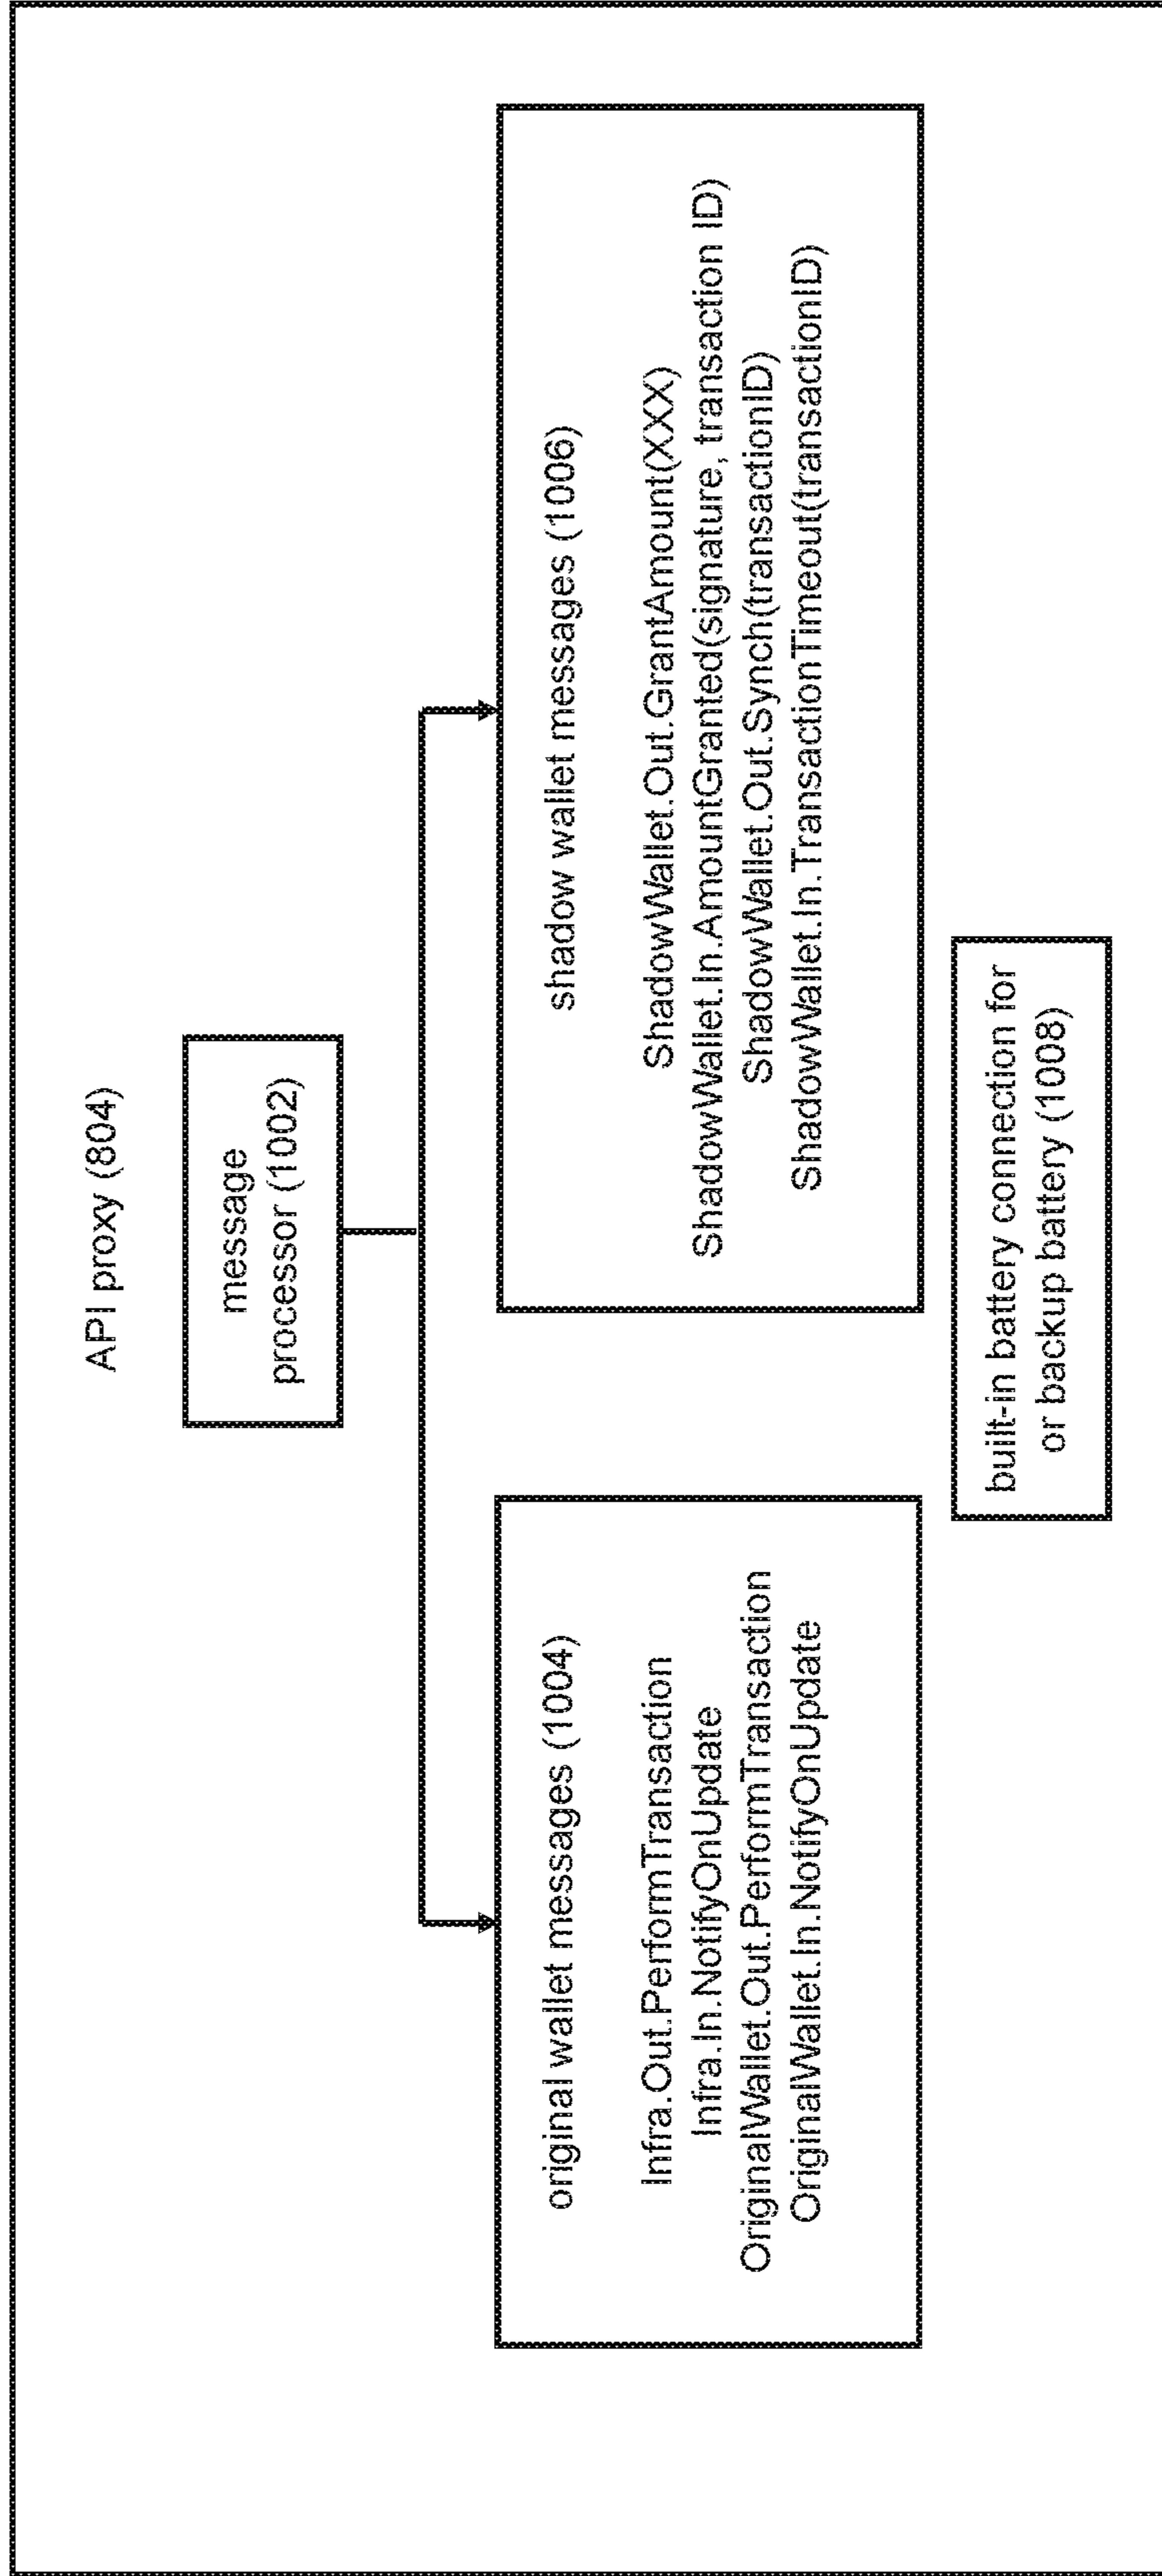 API proxy (804)
message
processor (1002)
original wallet messages (1004)
Infra.Out.PerformTransaction
Infra.In.NotifyOnUpdate
OriginalWallet.Out.PerformTransaction
OriginalWallet.In.NotifyOnUpdate
shadow wallet messages (1006)
ShadowWallet.Out.GrantAmount(XXX)
ShadowWallet.In.AmountGranted(signature, transaction ID)
ShadowWallet.Out.Synch(transactionID)
ShadowWallet.In.TransactionTimeout(transactionID)
built-in battery connection for
or backup battery (1008)